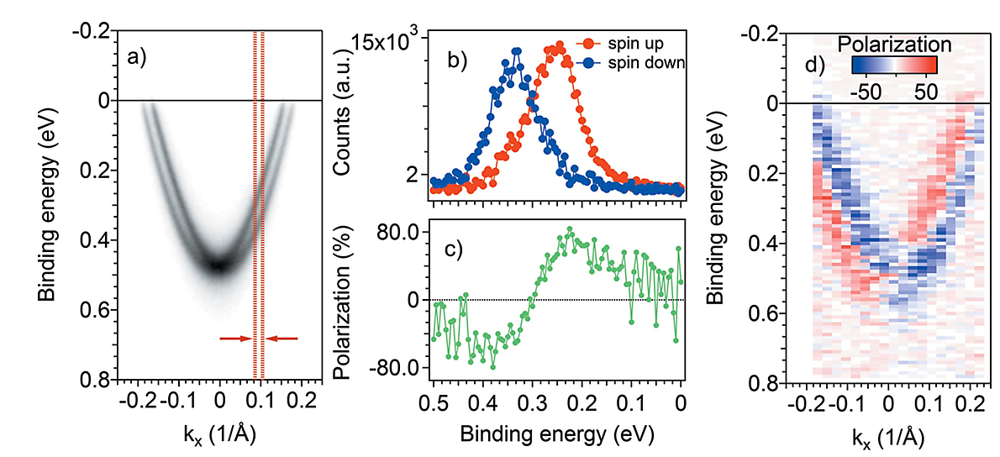 a)
-0.2
0
0.2
0.4
0.6
0.8
Binding energy (eV)
-0.2 -0.1 0 0.1 0.2
kx (1/Å)
b)
15x10³
2
Counts (a.u.)
spin up
spin down
c)
80.0
0
-80.0
Polarization (%)
0.5 0.4 0.3 0.2 0.1 0
Binding energy (eV)
d)
Polarization
-50 50
-0.2
0
0.2
0.4
0.6
0.8
Binding energy (eV)
-0.2 -0.1 0 0.1 0.2
kx (1/Å)